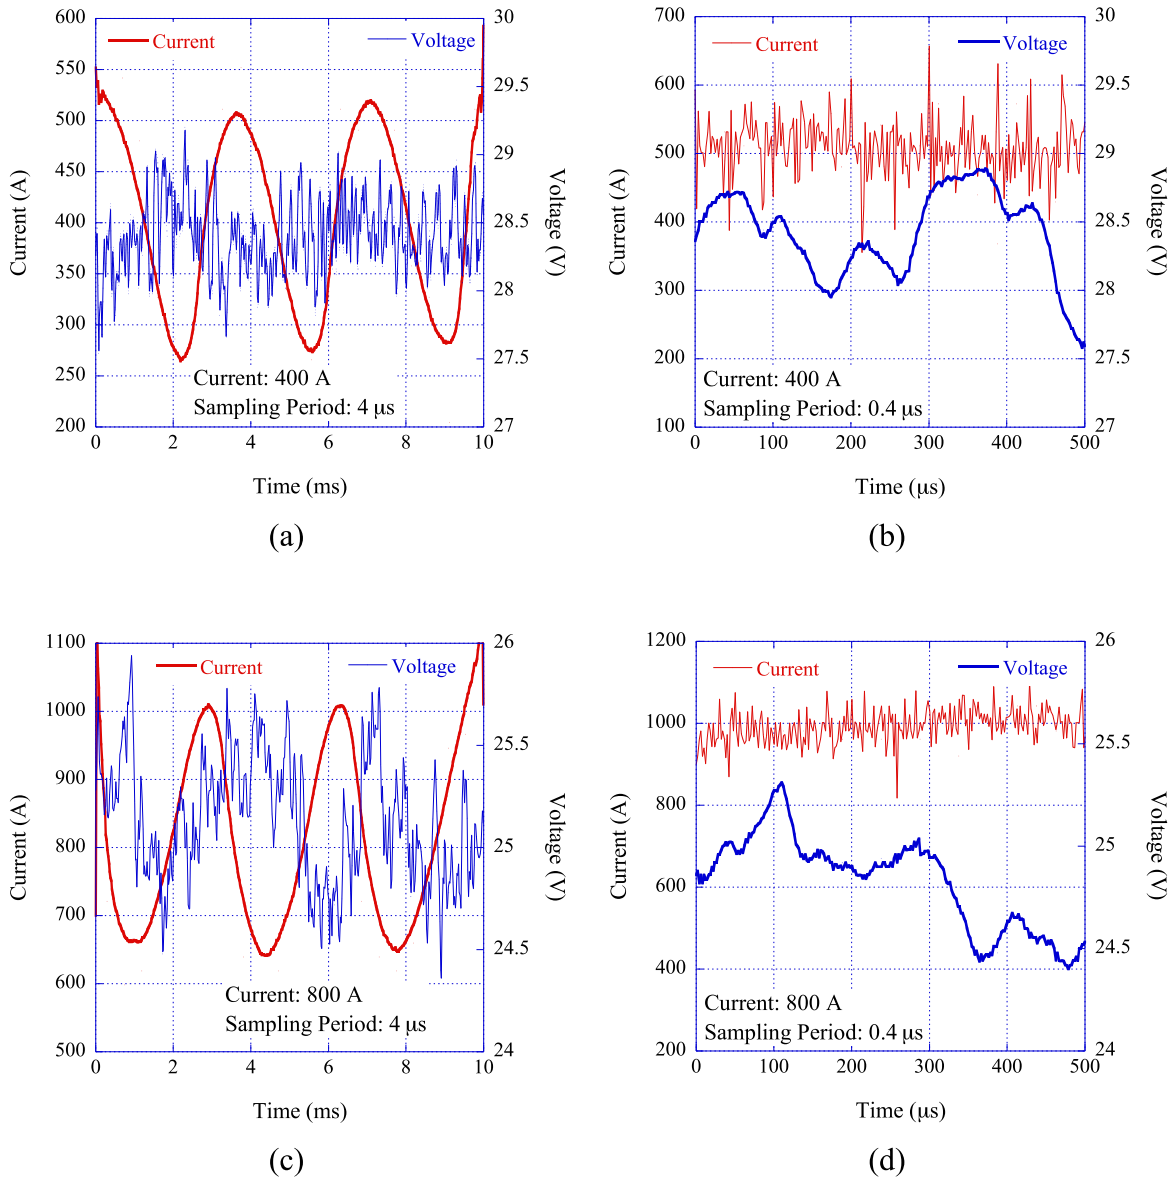 600
550
500
450
400
350
300
250
200
Current (A)
30
29.5
29
28.5
28
27.5
27
Voltage (V)
Current
Voltage
Current: 400 A
Sampling Period: 4 μs
0 2 4 6 8 10
Time (ms)
(a)
700
600
500
400
300
200
100
Current (A)
30
29
28
27
Voltage (V)
Current
Voltage
Current: 400 A
Sampling Period: 0.4 μs
0 100 200 300 400 500
Time (μs)
(b)
1100
1000
900
800
700
600
500
Current (A)
26
25.5
25
24.5
24
Voltage (V)
Current
Voltage
Current: 800 A
Sampling Period: 4 μs
0 2 4 6 8 10
Time (ms)
(c)
1200
1000
800
600
400
200
Current (A)
26
25.5
25
24.5
24
Voltage (V)
Current
Voltage
Current: 800 A
Sampling Period: 0.4 μs
0 100 200 300 400 500
Time (μs)
(d)